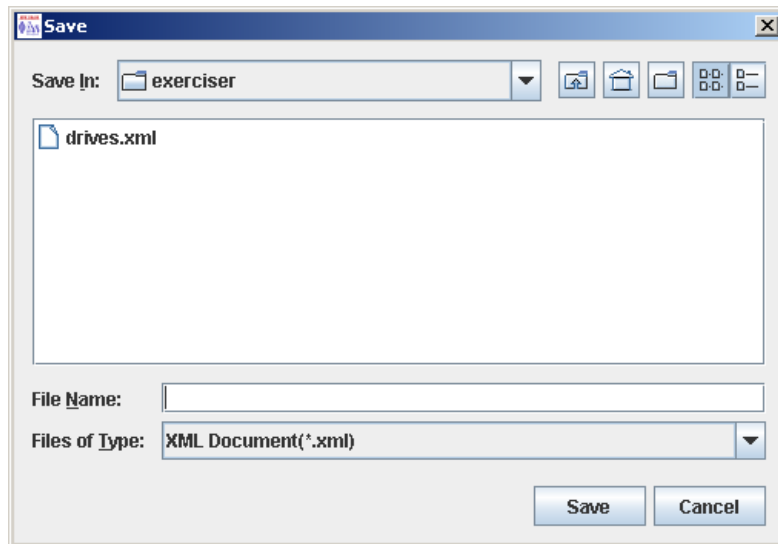 Save
Save In: exerciser
drives.xml
File Name:
Files of Type: XML Document(*.xml)
Save Cancel